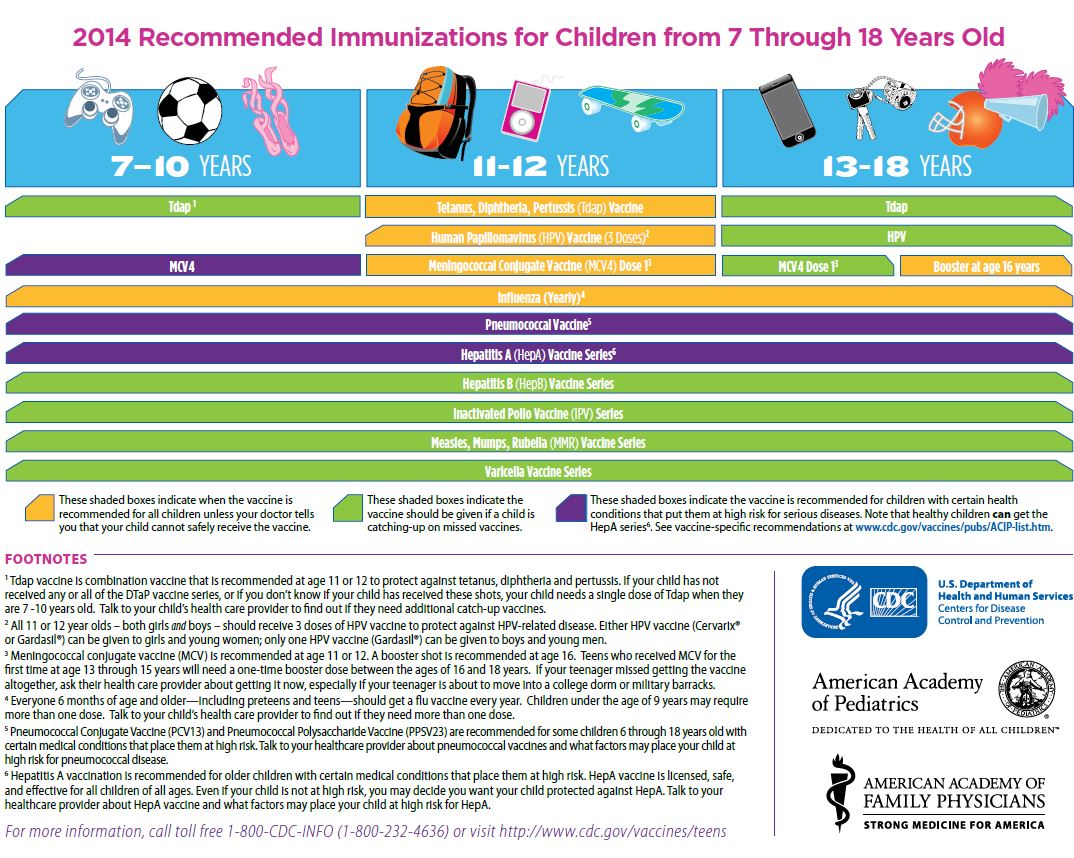 2014 Recommended Immunizations for Children from 7 Through 18 Years Old
7–10 YEARS
11-12 YEARS
13-18 YEARS
Tdap 1
Tetanus, Diphtheria, Pertussis (Tdap) Vaccine
Tdap
Human Papillomavirus (HPV) Vaccine (3 Doses)2
HPV
MCV4
Meningococcal Conjugate Vaccine (MCV4) Dose 13
MCV4 Dose 13
Booster at age 16 years
Influenza (Yearly)4
Pneumococcal Vaccine5
Hepatitis A (HepA) Vaccine Series6
Hepatitis B (HepB) Vaccine Series
Inactivated Polio Vaccine (IPV) Series
Measles, Mumps, Rubella (MMR) Vaccine Series
Varicella Vaccine Series
These shaded boxes indicate when the vaccine is
recommended for all children unless your doctor tells
you that your child cannot safely receive the vaccine.
These shaded boxes indicate the
vaccine should be given if a child is
catching-up on missed vaccines.
These shaded boxes indicate the vaccine is recommended for children with certain health
conditions that put them at high risk for serious diseases. Note that healthy children can get the
HepA series6. See vaccine-specific recommendations at www.cdc.gov/vaccines/pubs/ACIP-list.htm.
FOOTNOTES
1 Tdap vaccine is combination vaccine that is recommended at age 11 or 12 to protect against tetanus, diphtheria and pertussis. If your child has not
received any or all of the DTaP vaccine series, or if you don't know if your child has received these shots, your child needs a single dose of Tdap when they
are 7 -10 years old. Talk to your child's health care provider to find out if they need additional catch-up vaccines.
2 All 11 or 12 year olds – both girls and boys – should receive 3 doses of HPV vaccine to protect against HPV-related disease. Either HPV vaccine (Cervarix®
or Gardasil®) can be given to girls and young women; only one HPV vaccine (Gardasil®) can be given to boys and young men.
3 Meningococcal conjugate vaccine (MCV) is recommended at age 11 or 12. A booster shot is recommended at age 16. Teens who received MCV for the
first time at age 13 through 15 years will need a one-time booster dose between the ages of 16 and 18 years. If your teenager missed getting the vaccine
altogether, ask their health care provider about getting it now, especially if your teenager is about to move into a college dorm or military barracks.
4 Everyone 6 months of age and older—including preteens and teens—should get a flu vaccine every year. Children under the age of 9 years may require
more than one dose. Talk to your child's health care provider to find out if they need more than one dose.
5 Pneumococcal Conjugate Vaccine (PCV13) and Pneumococcal Polysaccharide Vaccine (PPSV23) are recommended for some children 6 through 18 years old with
certain medical conditions that place them at high risk. Talk to your healthcare provider about pneumococcal vaccines and what factors may place your child at
high risk for pneumococcal disease.
6 Hepatitis A vaccination is recommended for older children with certain medical conditions that place them at high risk. HepA vaccine is licensed, safe,
and effective for all children of all ages. Even if your child is not at high risk, you may decide you want your child protected against HepA. Talk to your
healthcare provider about HepA vaccine and what factors may place your child at high risk for HepA.
For more information, call toll free 1-800-CDC-INFO (1-800-232-4636) or visit http://www.cdc.gov/vaccines/teens
CDC
U.S. Department of
Health and Human Services
Centers for Disease
Control and Prevention
American Academy
of Pediatrics
DEDICATED TO THE HEALTH OF ALL CHILDREN™
AMERICAN ACADEMY OF
FAMILY PHYSICIANS
STRONG MEDICINE FOR AMERICA